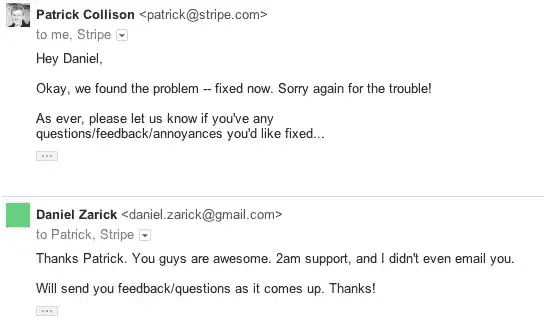 Patrick Collison <patrick@stripe.com>
to me, Stripe
Hey Daniel,
Okay, we found the problem -- fixed now. Sorry again for the trouble!
As ever, please let us know if you've any
questions/feedback/annoyances you'd like fixed...
Daniel Zarick <daniel.zarick@gmail.com>
to Patrick, Stripe
Thanks Patrick. You guys are awesome. 2am support, and I didn't even email you.
Will send you feedback/questions as it comes up. Thanks!